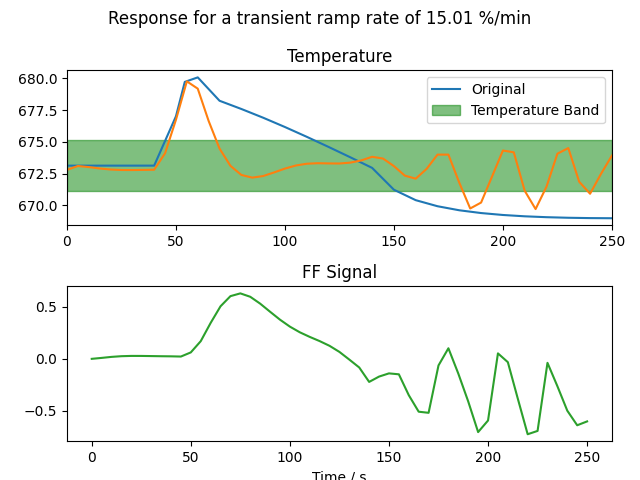 Response for a transient ramp rate of 15.01 %/min
Temperature
680.0
677.5
675.0
672.5
670.0
Original
Temperature Band
0 50 100 150 200 250
FF Signal
0.5
0.0
−0.5
0 50 100 150 200 250
Time / s